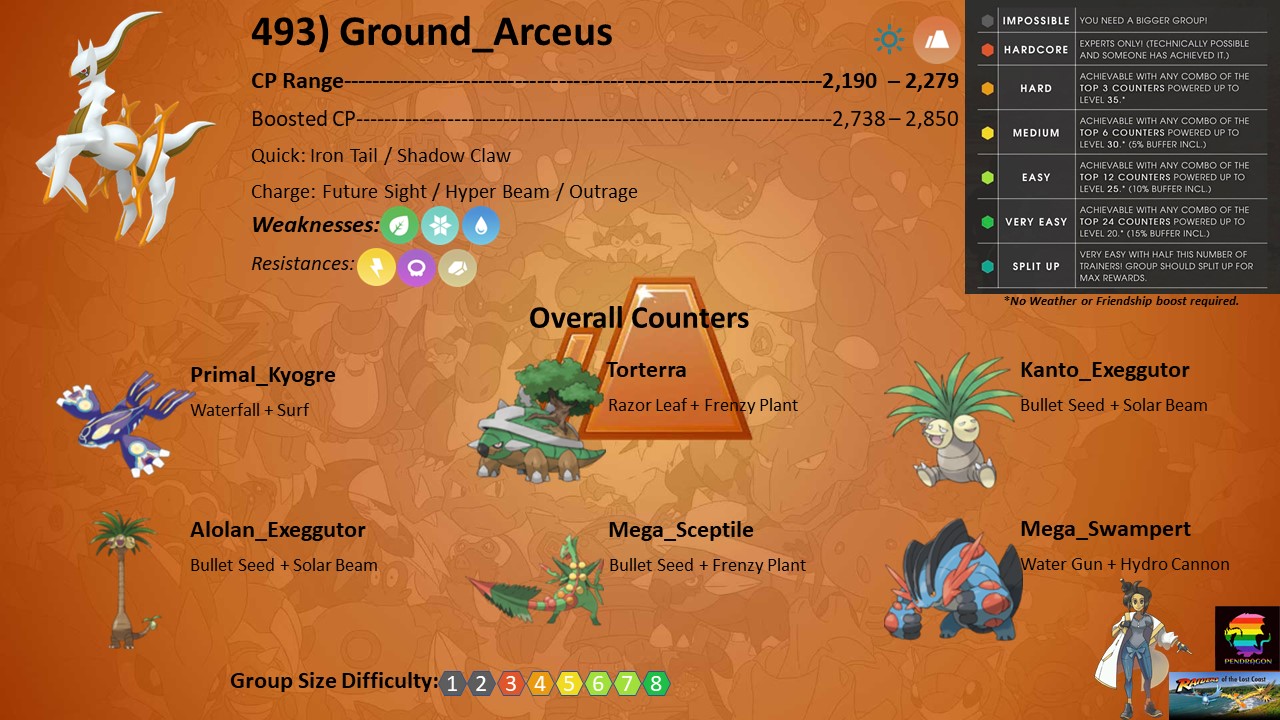 493) Ground_Arceus
CP Range-----------------------------------------------------------------------------2,190 – 2,279
Boosted CP-----------------------------------------------------------------------------2,738 – 2,850
Quick: Iron Tail / Shadow Claw
Charge: Future Sight / Hyper Beam / Outrage
Weaknesses:
Resistances:
IMPOSSIBLE YOU NEED A BIGGER GROUP!
HARDCORE EXPERTS ONLY! (TECHNICALLY POSSIBLE
AND SOMEONE HAS ACHIEVED IT.)
HARD ACHIEVABLE WITH ANY COMBO OF THE
TOP 3 COUNTERS POWERED UP TO
LEVEL 35.*
MEDIUM ACHIEVABLE WITH ANY COMBO OF THE
TOP 6 COUNTERS POWERED UP TO
LEVEL 30.* (5% BUFFER INCL.)
EASY ACHIEVABLE WITH ANY COMBO OF THE
TOP 12 COUNTERS POWERED UP TO
LEVEL 25.* (10% BUFFER INCL.)
VERY EASY ACHIEVABLE WITH ANY COMBO OF THE
TOP 24 COUNTERS POWERED UP TO
LEVEL 20.* (15% BUFFER INCL.)
SPLIT UP VERY EASY WITH HALF THIS NUMBER OF
TRAINERS! GROUP SHOULD SPLIT UP FOR
MAX REWARDS.
*No Weather or Friendship boost required.
Overall Counters
Primal_Kyogre
Waterfall + Surf
Torterra
Razor Leaf + Frenzy Plant
Kanto_Exeggutor
Bullet Seed + Solar Beam
Alolan_Exeggutor
Bullet Seed + Solar Beam
Mega_Sceptile
Bullet Seed + Frenzy Plant
Mega_Swampert
Water Gun + Hydro Cannon
Group Size Difficulty: 1 2 3 4 5 6 7 8
PENDRAGON
RAIDERS of the Lost Coast